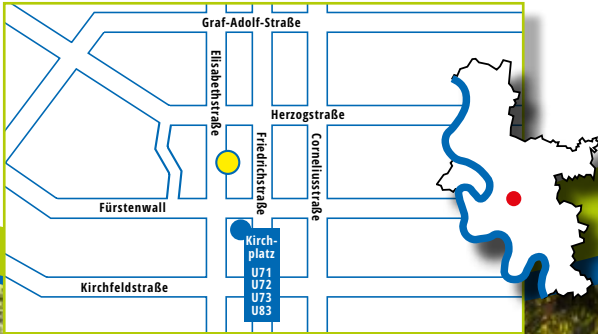 Graf-Adolf-Straße
Elisabethstraße
Herzogstraße
Friedrichstraße
Corneliusstraße
Fürstenwall
Kirch-
platz
U71
U72
U73
U83
Kirchfeldstraße